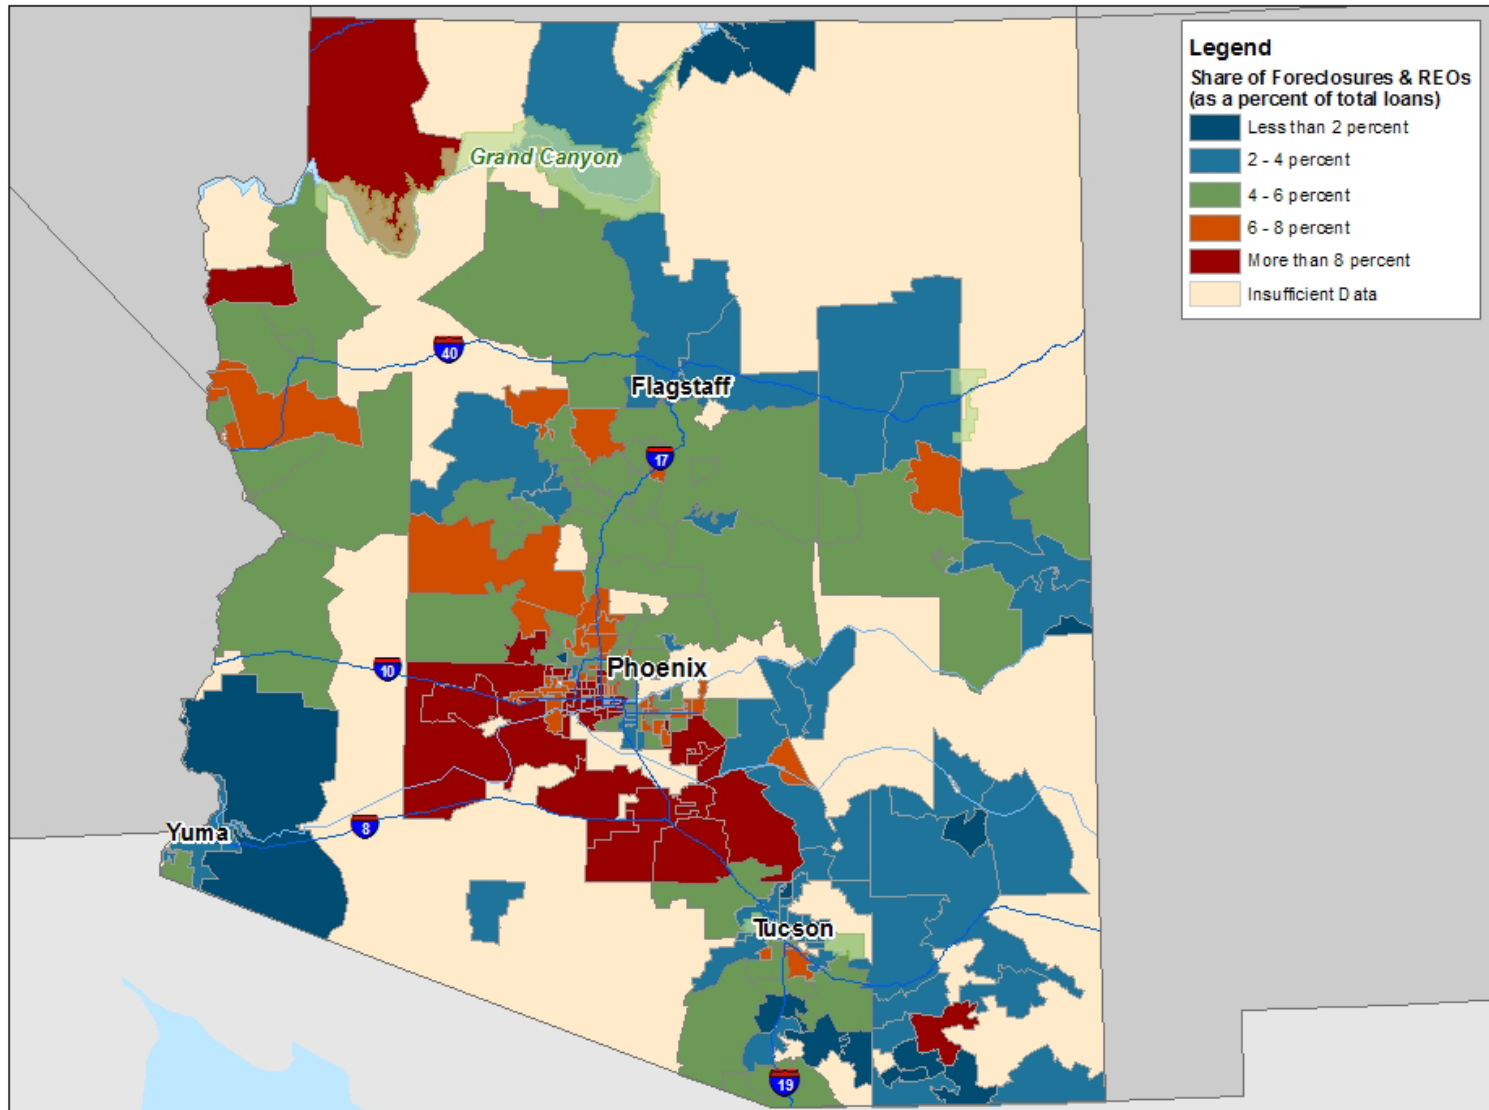 Legend
Share of Foreclosures & REOs
(as a percent of total loans)
Less than 2 percent
2 - 4 percent
4 - 6 percent
6 - 8 percent
More than 8 percent
Insufficient Data
Grand Canyon
40
Flagstaff
17
Phoenix
10
Yuma
8
Tucson
19